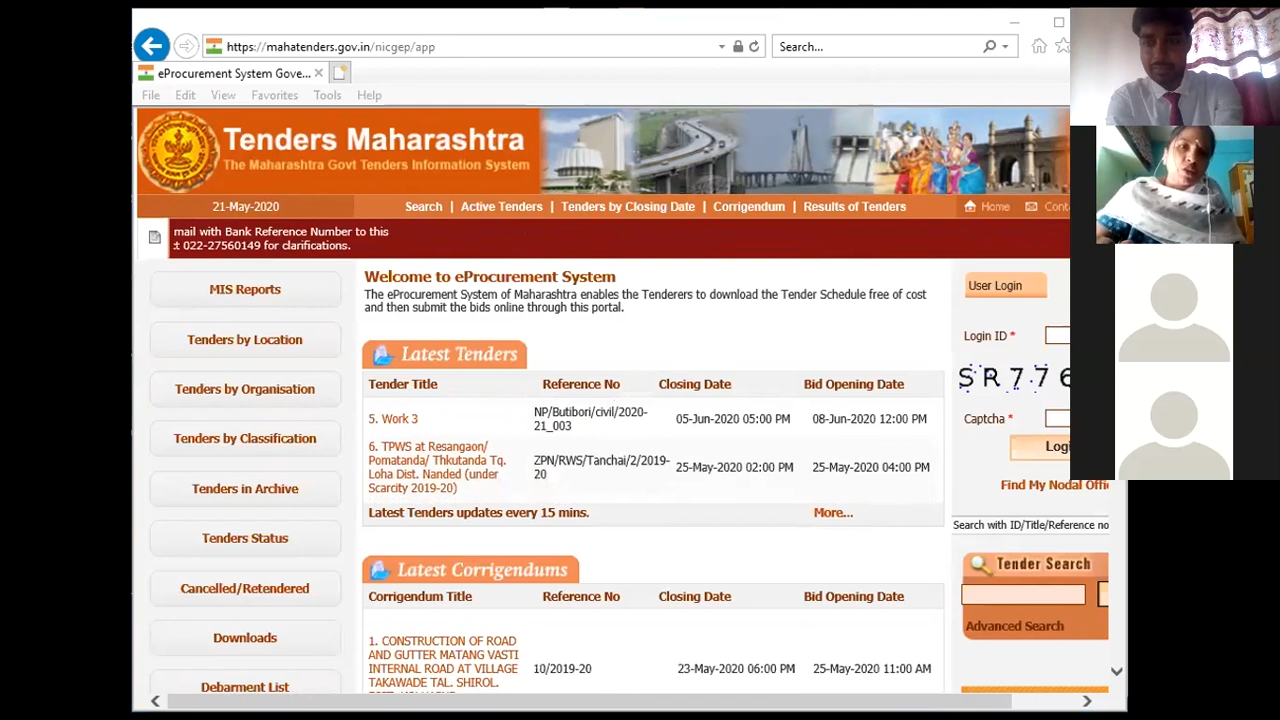 https://mahatenders.gov.in/nicgep/app
Search...
eProcurement System Gove...
File Edit View Favorites Tools Help
Tenders Maharashtra
The Maharashtra Govt Tenders Information System
21-May-2020
Search | Active Tenders | Tenders by Closing Date | Corrigendum | Results of Tenders
Home
mail with Bank Reference Number to this
022-27560149 for clarifications.
MIS Reports
Tenders by Location
Tenders by Organisation
Tenders by Classification
Tenders in Archive
Tenders Status
Cancelled/Retendered
Downloads
Debarment List
Welcome to eProcurement System
The eProcurement System of Maharashtra enables the Tenderers to download the Tender Schedule free of cost
and then submit the bids online through this portal.
Latest Tenders
Tender Title Reference No Closing Date Bid Opening Date
5. Work 3 NP/Butibori/civil/2020-21_003 05-Jun-2020 05:00 PM 08-Jun-2020 12:00 PM
6. TPWS at Resangaon/
Pomatanda/ Thkutanda Tq.
Loha Dist. Nanded (under
Scarcity 2019-20)
ZPN/RWS/Tanchai/2/2019-20 25-May-2020 02:00 PM 25-May-2020 04:00 PM
Latest Tenders updates every 15 mins. More...
Latest Corrigendums
Corrigendum Title Reference No Closing Date Bid Opening Date
1. CONSTRUCTION OF ROAD
AND GUTTER MATANG VASTI
INTERNAL ROAD AT VILLAGE
TAKAWADE TAL. SHIROL.
10/2019-20 23-May-2020 06:00 PM 25-May-2020 11:00 AM
User Login
Login ID *
SR776
Captcha *
Logi
Find My Nodal Offi
Search with ID/Title/Reference no
Tender Search
Advanced Search